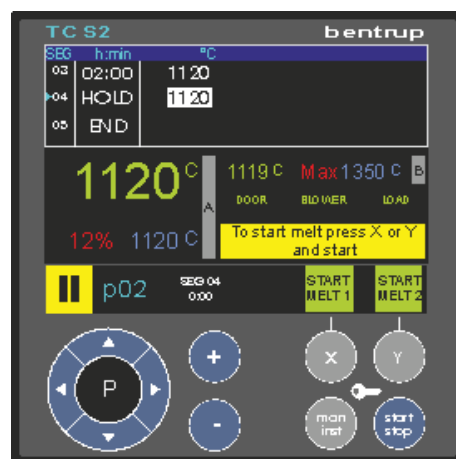 TC S2 bentrup
SEG h:min °C
03 02:00 1120
04 HOLD 1120
05 END
1120 C 1119 C Max 1350 C B
DOOR BLOWER LOAD
A
12% 1120 C To start melt press X or Y
and start
p02 SEG 04 START START
0:00 MELT 1 MELT 2
+ X Y
P
- man start
inst stop